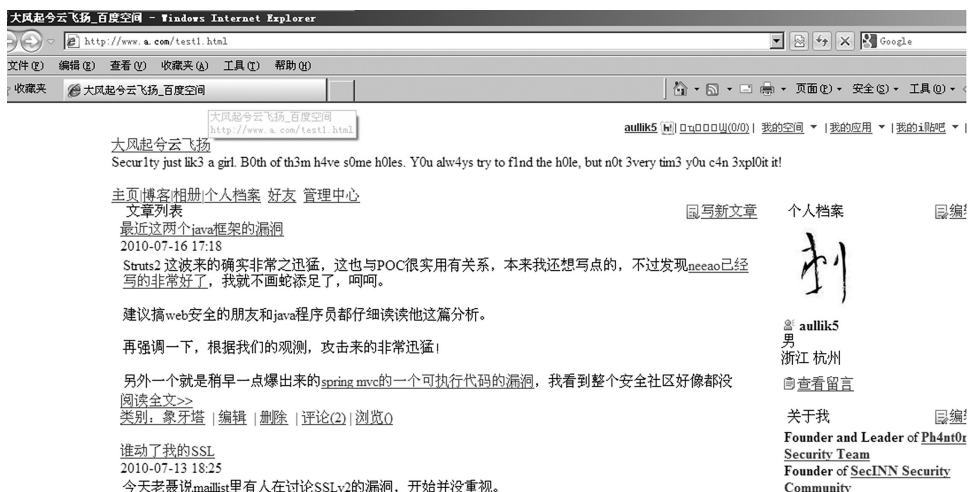 大风起兮云飞扬_百度空间 - Windows Internet Explorer
http://www.a.com/test1.html
Google
文件(F) 编辑(E) 查看(V) 收藏夹(A) 工具(T) 帮助(H)
收藏夹 大风起兮云飞扬_百度空间 页面(P) 安全(S) 工具(O)
大风起兮云飞扬_百度空间
http://www.a.com/test1.html
aullik5 (0/0) | 我的空间 | 我的应用 | 我的i贴吧 |
大风起兮云飞扬
Secur1ty just lik3 a girl. B0th of th3m h4ve s0me h0les. Y0u alw4ys try to f1nd the h0le, but n0t 3very tim3 y0u c4n 3xpl0it it!
主页|博客|相册|个人档案 好友 管理中心
文章列表 写新文章
最近这两个java框架的漏洞
2010-07-16 17:18
Struts2 这波来的确实非常之迅猛，这也与POC很实用有关系，本来我还想写点的，不过发现neeao已经
写的非常好了，我就不画蛇添足了，呵呵。
建议搞web安全的朋友和java程序员都仔细读读他这篇分析。
再强调一下，根据我们的观测，攻击来的非常迅猛！
另外一个就是稍早一点爆出来的spring mvc的一个可执行代码的漏洞，我看到整个安全社区好像都没
阅读全文>>
类别：象牙塔 | 编辑 | 删除 | 评论(2) | 浏览()
谁动了我的SSL
2010-07-13 18:25
今天老聂说maillist里有人在讨论SSLv2的漏洞，开始并没重视。
个人档案 编辑
刺
aullik5
男
浙江 杭州
查看留言
关于我 编辑
Founder and Leader of Ph4nt0m
Security Team
Founder of SecINN Security
Community